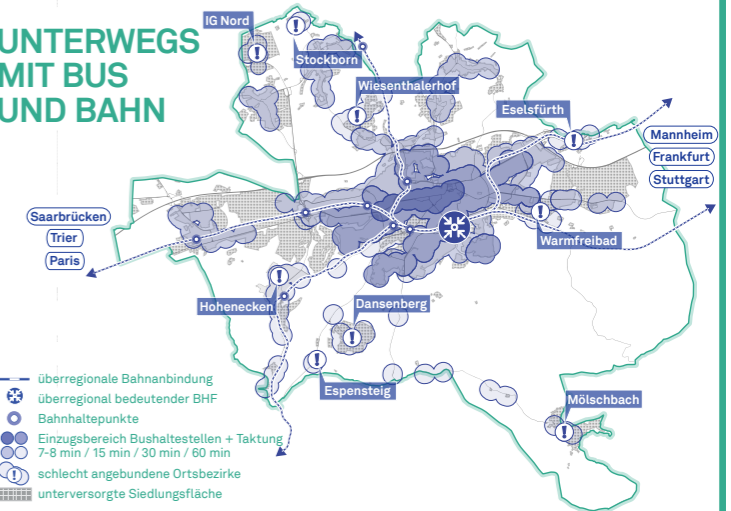 UNTERWEGS
MIT BUS
UND BAHN
IG Nord
Stockborn
Wiesenthalerhof
Eselsfürth
Mannheim
Frankfurt
Stuttgart
Saarbrücken
Trier
Paris
Warmfreibad
Hohenecken
Dansenberg
Espensteig
Mölschbach
überregionale Bahnanbindung
überregional bedeutender BHF
Bahnhaltepunkte
Einzugsbereich Bushaltestellen + Taktung
7-8 min / 15 min / 30 min / 60 min
schlecht angebundene Ortsbezirke
unterversorgte Siedlungsfläche